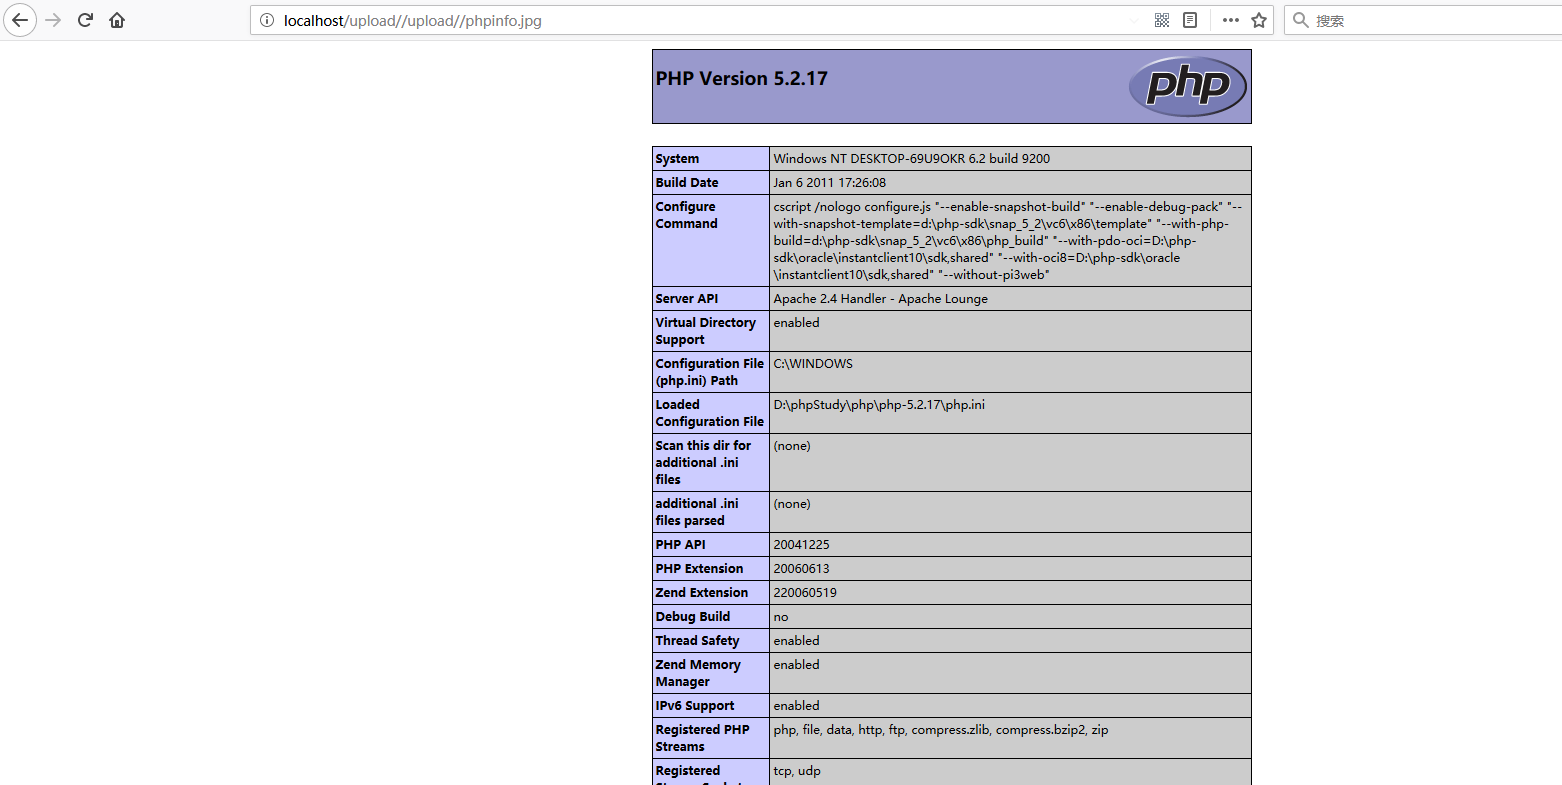 localhost/upload//upload//phpinfo.jpg
搜索
PHP Version 5.2.17
php
System Windows NT DESKTOP-69U9OKR 6.2 build 9200
Build Date Jan 6 2011 17:26:08
Configure Command cscript /nologo configure.js "--enable-snapshot-build" "--enable-debug-pack" "--
with-snapshot-template=d:\php-sdk\snap_5_2\vc6\x86\template" "--with-php-
build=d:\php-sdk\snap_5_2\vc6\x86\php_build" "--with-pdo-oci=D:\php-
sdk\oracle\instantclient10\sdk,shared" "--with-oci8=D:\php-sdk\oracle
\instantclient10\sdk,shared" "--without-pi3web"
Server API Apache 2.4 Handler - Apache Lounge
Virtual Directory
Support enabled
Configuration File
(php.ini) Path C:\WINDOWS
Loaded
Configuration File D:\phpStudy\php\php-5.2.17\php.ini
Scan this dir for
additional .ini
files (none)
additional .ini
files parsed (none)
PHP API 20041225
PHP Extension 20060613
Zend Extension 220060519
Debug Build no
Thread Safety enabled
Zend Memory
Manager enabled
IPv6 Support enabled
Registered PHP
Streams php, file, data, http, ftp, compress.zlib, compress.bzip2, zip
Registered tcp, udp